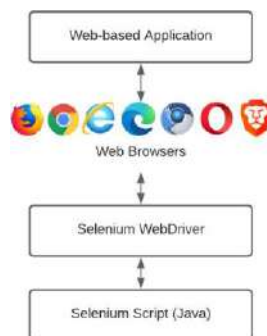 Web-based Application
Web Browsers
Selenium WebDriver
Selenium Script (Java)